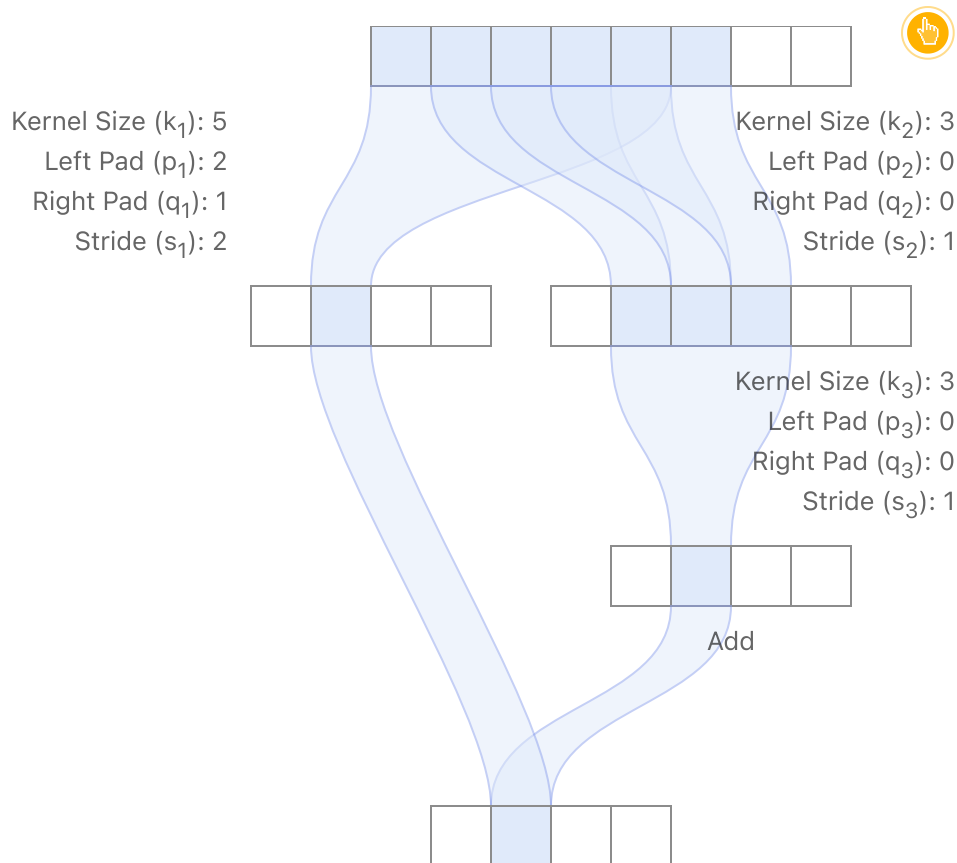 Kernel Size (k₁): 5
Left Pad (p₁): 2
Right Pad (q₁): 1
Stride (s₁): 2
Kernel Size (k₂): 3
Left Pad (p₂): 0
Right Pad (q₂): 0
Stride (s₂): 1
Kernel Size (k₃): 3
Left Pad (p₃): 0
Right Pad (q₃): 0
Stride (s₃): 1
Add